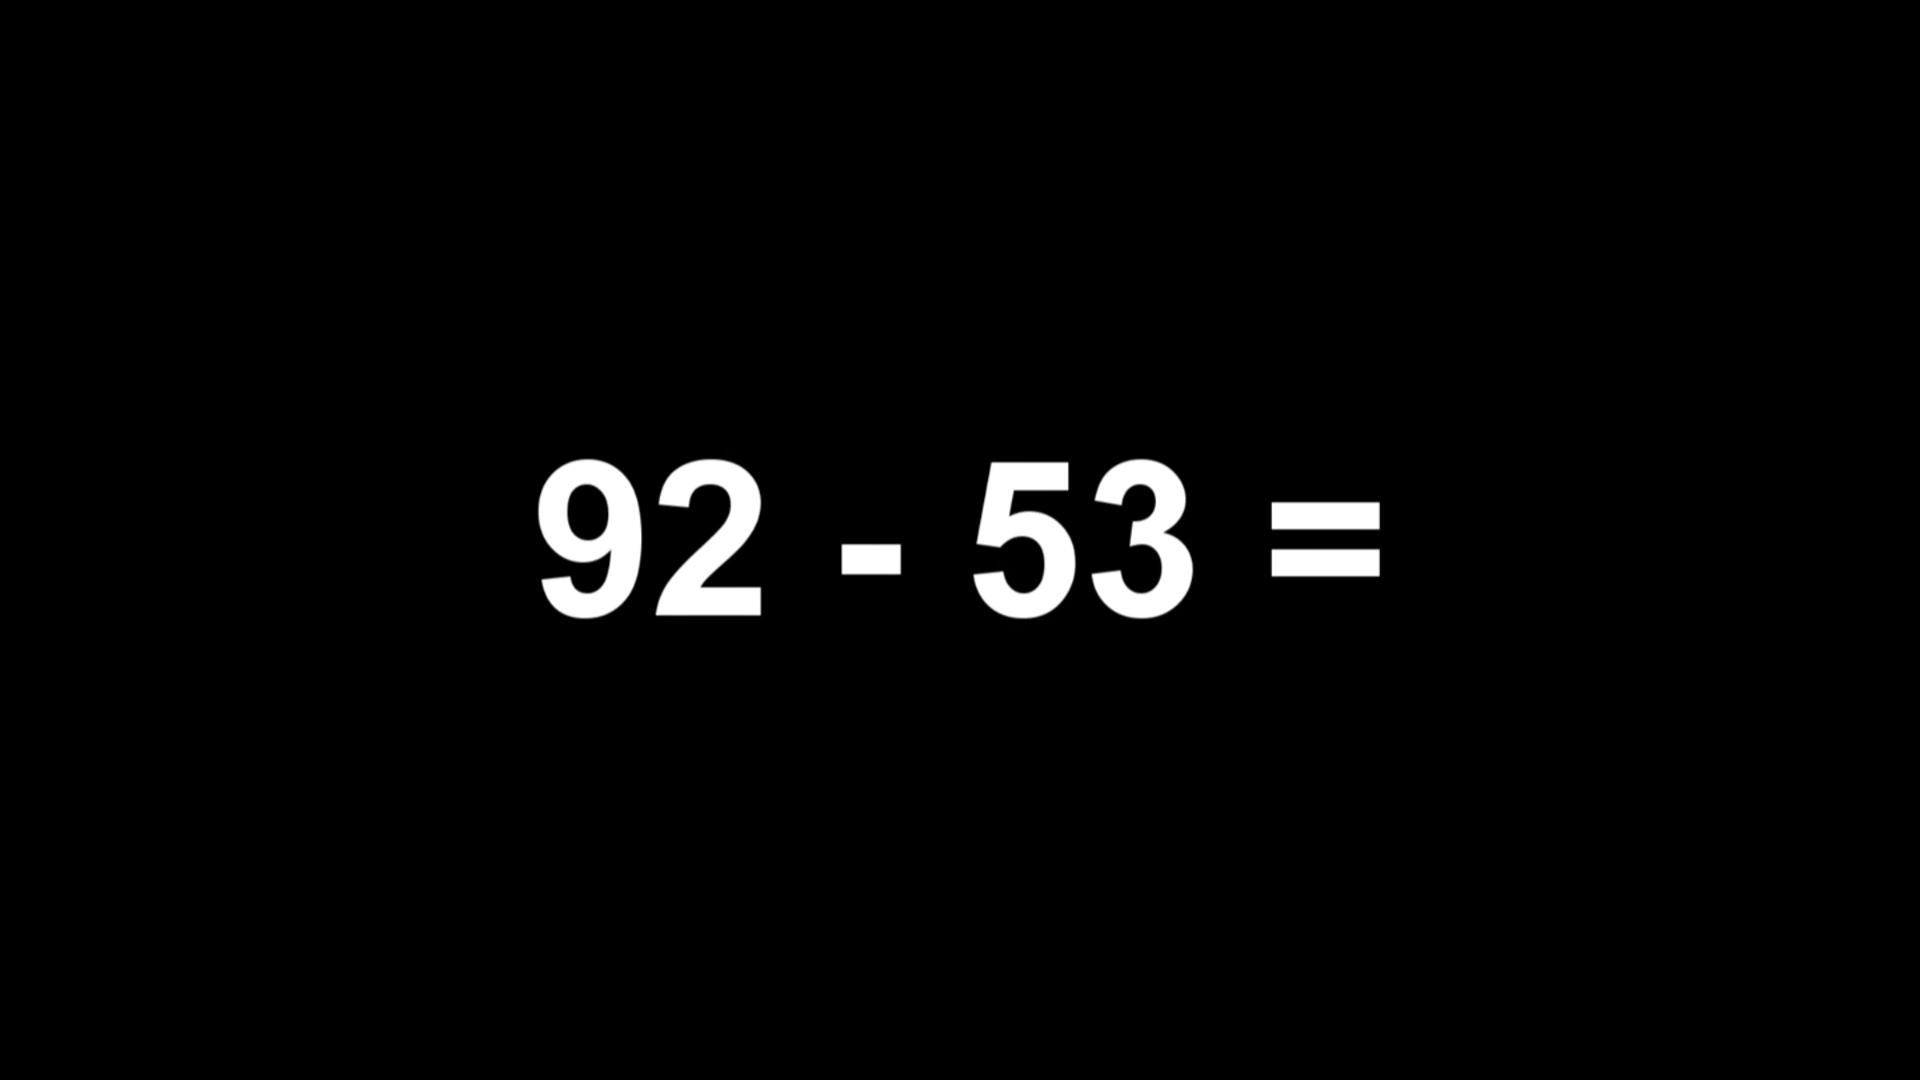 92 - 53 =